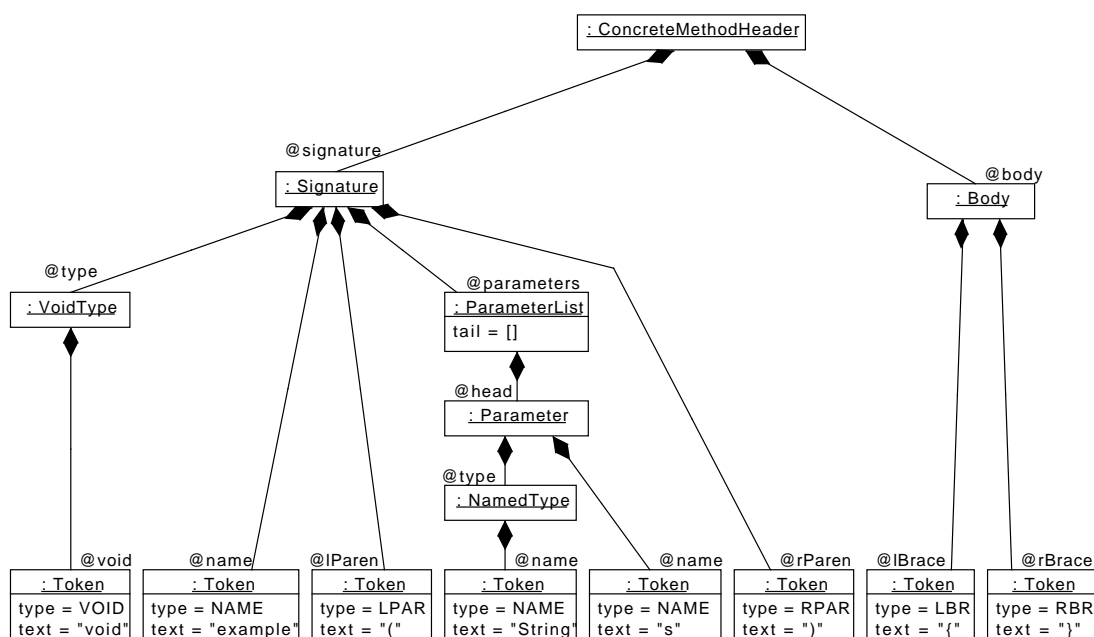 : ConcreteMethodHeader
@signature
: Signature
@body
: Body
@type
: VoidType
@parameters
: ParameterList
tail = []
@head
: Parameter
@type
: NamedType
@void
: Token
type = VOID
text = "void"
@name
: Token
type = NAME
text = "example"
@lParen
: Token
type = LPAR
text = "("
@name
: Token
type = NAME
text = "String"
@name
: Token
type = NAME
text = "s"
@rParen
: Token
type = RPAR
text = ")"
@lBrace
: Token
type = LBR
text = "{"
@rBrace
: Token
type = RBR
text = "}"